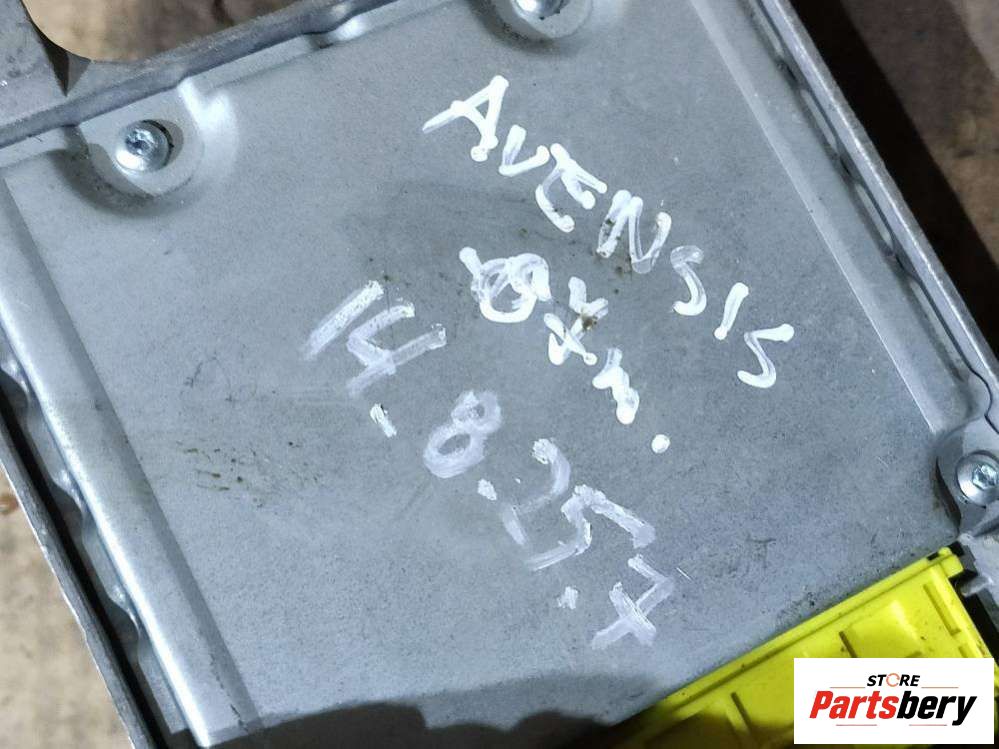 AVENSIS
14-8.25.7
STORE
Partsbery